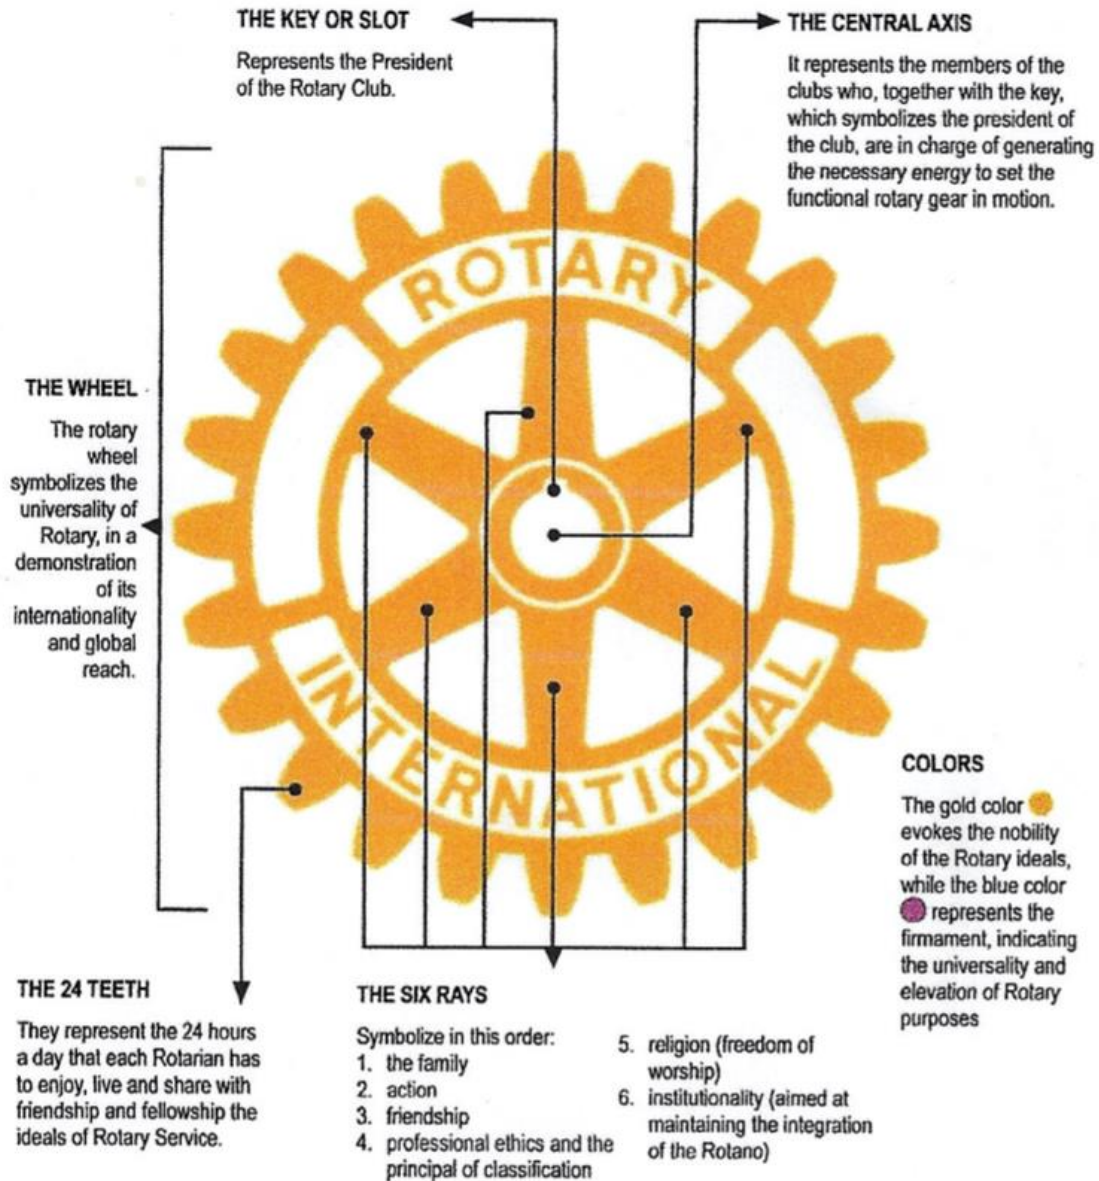 THE KEY OR SLOT
Represents the President
of the Rotary Club.
THE CENTRAL AXIS
It represents the members of the
clubs who, together with the key,
which symbolizes the president of
the club, are in charge of generating
the necessary energy to set the
functional rotary gear in motion.
ROTARY
INTERNATIONAL
THE WHEEL
The rotary
wheel
symbolizes the
universality of
Rotary, in a
demonstration
of its
internationality
and global
reach.
COLORS
The gold color
evokes the nobility
of the Rotary ideals,
while the blue color
represents the
firmament, indicating
the universality and
elevation of Rotary
purposes
THE 24 TEETH
They represent the 24 hours
a day that each Rotarian has
to enjoy, live and share with
friendship and fellowship the
ideals of Rotary Service.
THE SIX RAYS
Symbolize in this order:
1. the family
2. action
3. friendship
4. professional ethics and the
principal of classification
5. religion (freedom of
worship)
6. institutionality (aimed at
maintaining the integration
of the Rotano)